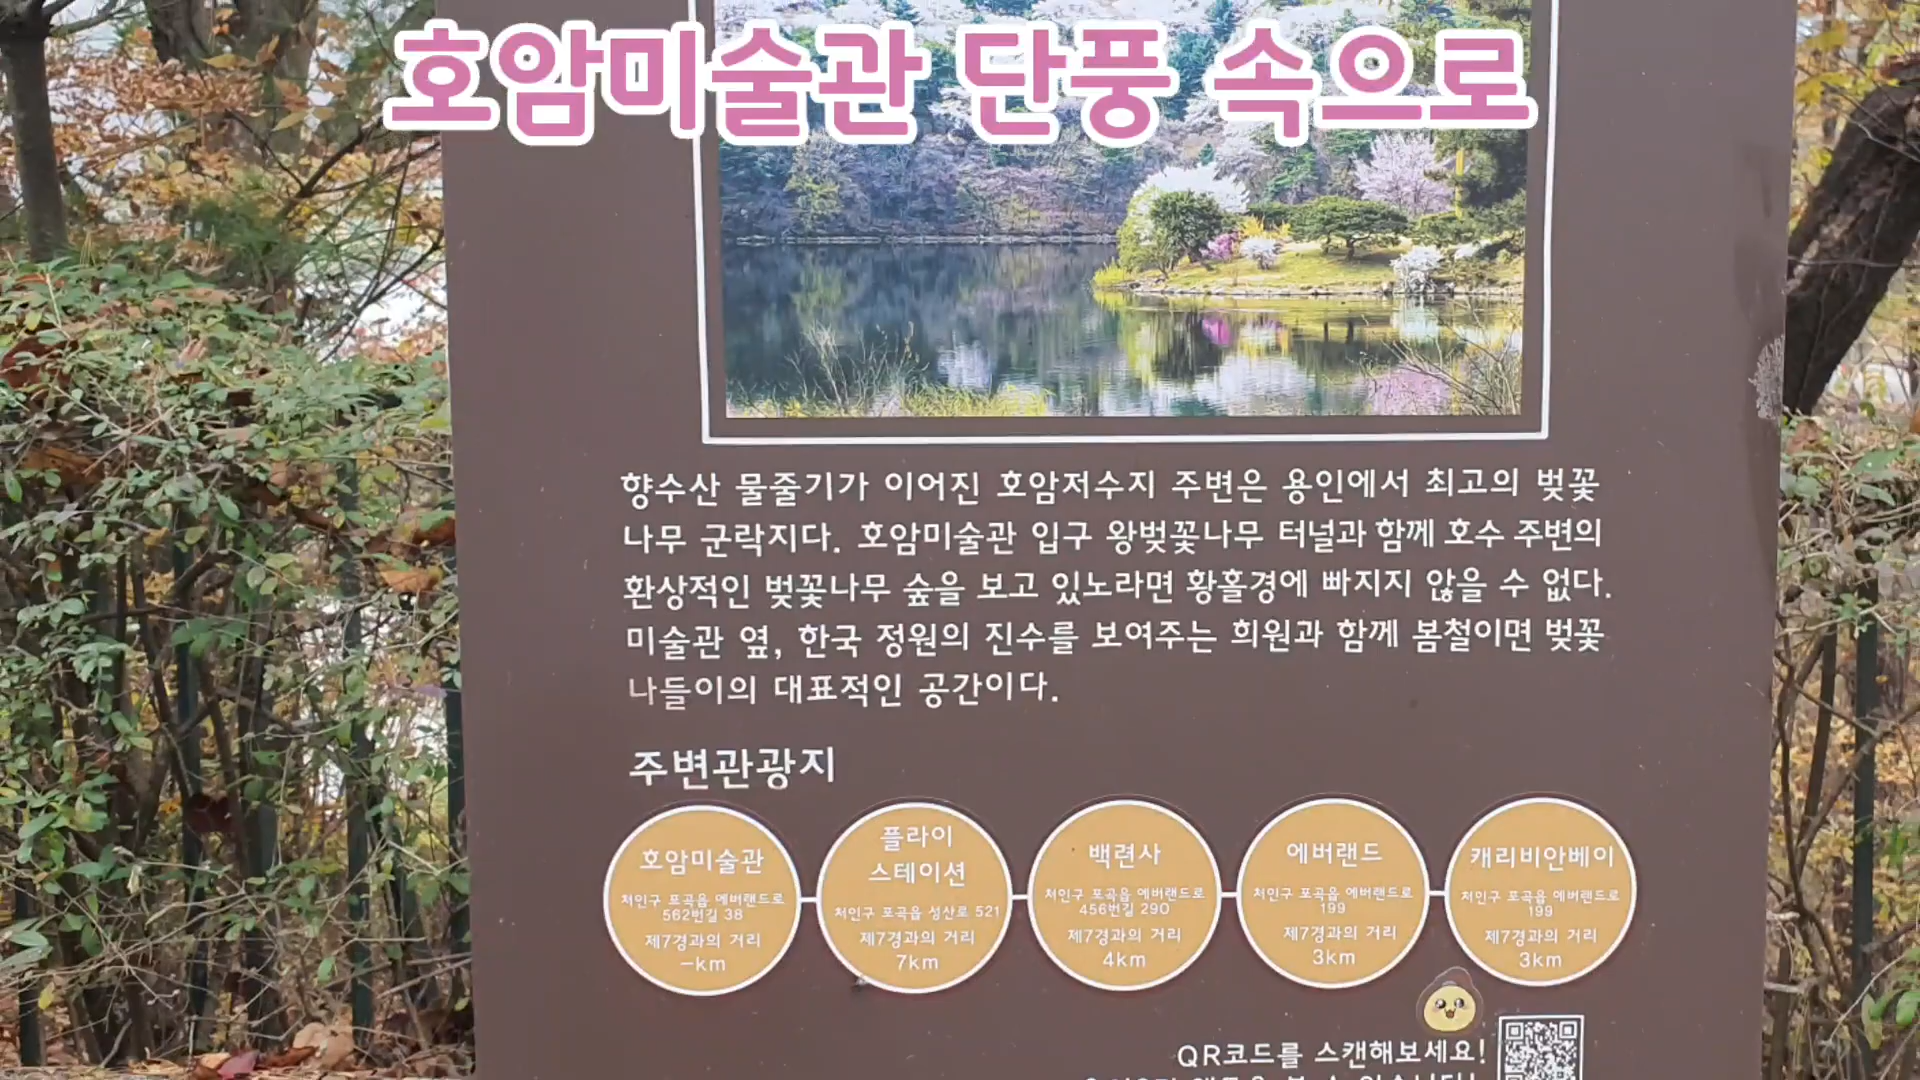 호암미술관 단풍 속으로
향수산 물줄기가 이어진 호암저수지 주변은 용인에서 최고의 벚꽃
나무 군락지다. 호암미술관 입구 왕벚꽃나무 터널과 함께 호수 주변의
환상적인 벚꽃나무 숲을 보고 있노라면 황홀경에 빠지지 않을 수 없다.
미술관 옆, 한국 정원의 진수를 보여주는 희원과 함께 봄철이면 벚꽃
나들이의 대표적인 공간이다.
주변관광지
호암미술관
처인구 포곡읍 에버랜드로
562번길 38
제7경과의 거리
-km
플라이
스테이션
처인구 포곡읍 성산로 521
제7경과의 거리
7km
백련사
처인구 포곡읍 에버랜드로
456번길 290
제7경과의 거리
4km
에버랜드
처인구 포곡읍 에버랜드로
199
제7경과의 거리
3km
캐리비안베이
처인구 포곡읍 에버랜드로
199
제7경과의 거리
3km
QR코드를 스캔해보세요!